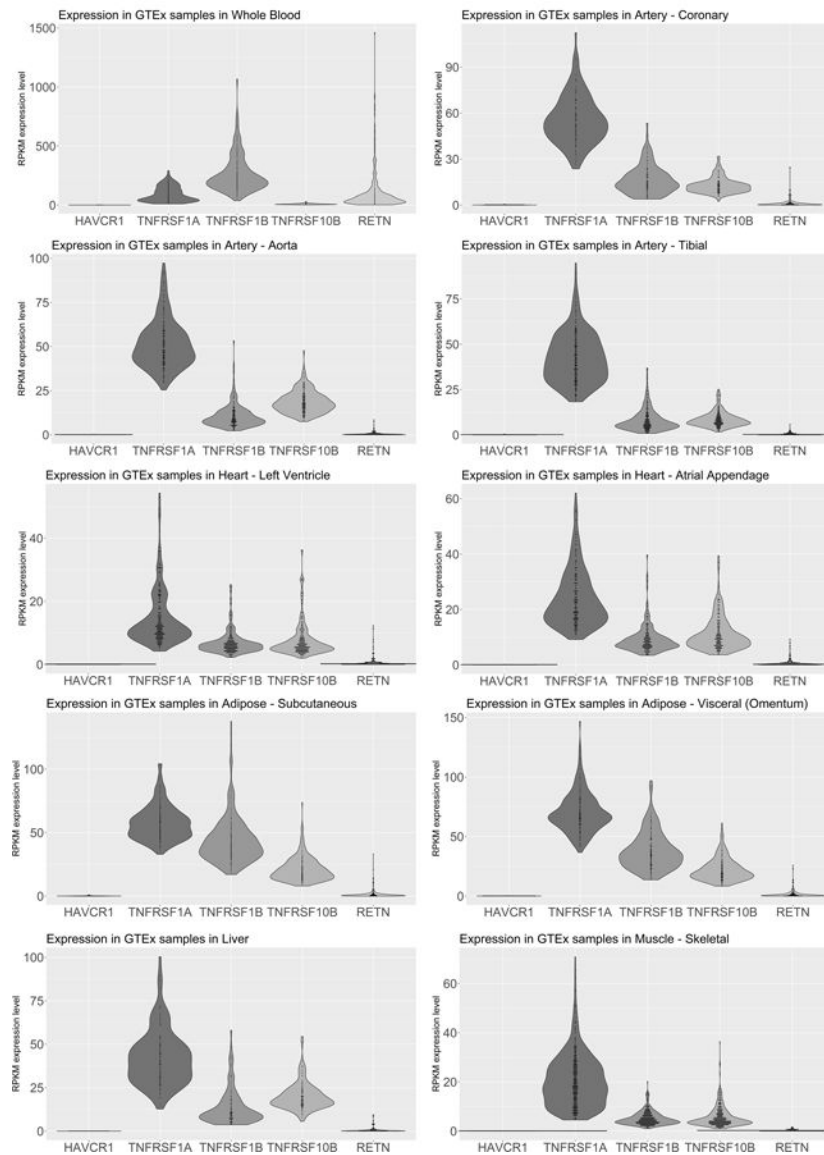 Expression in GTEx samples in Whole Blood
RPKM expression level
1500
1000
500
0
HAVCR1 TNFRSF1A TNFRSF1B TNFRSF10B RETN
Expression in GTEx samples in Artery - Coronary
RPKM expression level
90
60
30
0
HAVCR1 TNFRSF1A TNFRSF1B TNFRSF10B RETN
Expression in GTEx samples in Artery - Aorta
RPKM expression level
100
75
50
25
0
HAVCR1 TNFRSF1A TNFRSF1B TNFRSF10B RETN
Expression in GTEx samples in Artery - Tibial
RPKM expression level
75
50
25
0
HAVCR1 TNFRSF1A TNFRSF1B TNFRSF10B RETN
Expression in GTEx samples in Heart - Left Ventricle
RPKM expression level
40
20
0
HAVCR1 TNFRSF1A TNFRSF1B TNFRSF10B RETN
Expression in GTEx samples in Heart - Atrial Appendage
RPKM expression level
60
40
20
0
HAVCR1 TNFRSF1A TNFRSF1B TNFRSF10B RETN
Expression in GTEx samples in Adipose - Subcutaneous
RPKM expression level
100
50
0
HAVCR1 TNFRSF1A TNFRSF1B TNFRSF10B RETN
Expression in GTEx samples in Adipose - Visceral (Omentum)
RPKM expression level
150
100
50
0
HAVCR1 TNFRSF1A TNFRSF1B TNFRSF10B RETN
Expression in GTEx samples in Liver
RPKM expression level
100
75
50
25
0
HAVCR1 TNFRSF1A TNFRSF1B TNFRSF10B RETN
Expression in GTEx samples in Muscle - Skeletal
RPKM expression level
60
40
20
0
HAVCR1 TNFRSF1A TNFRSF1B TNFRSF10B RETN